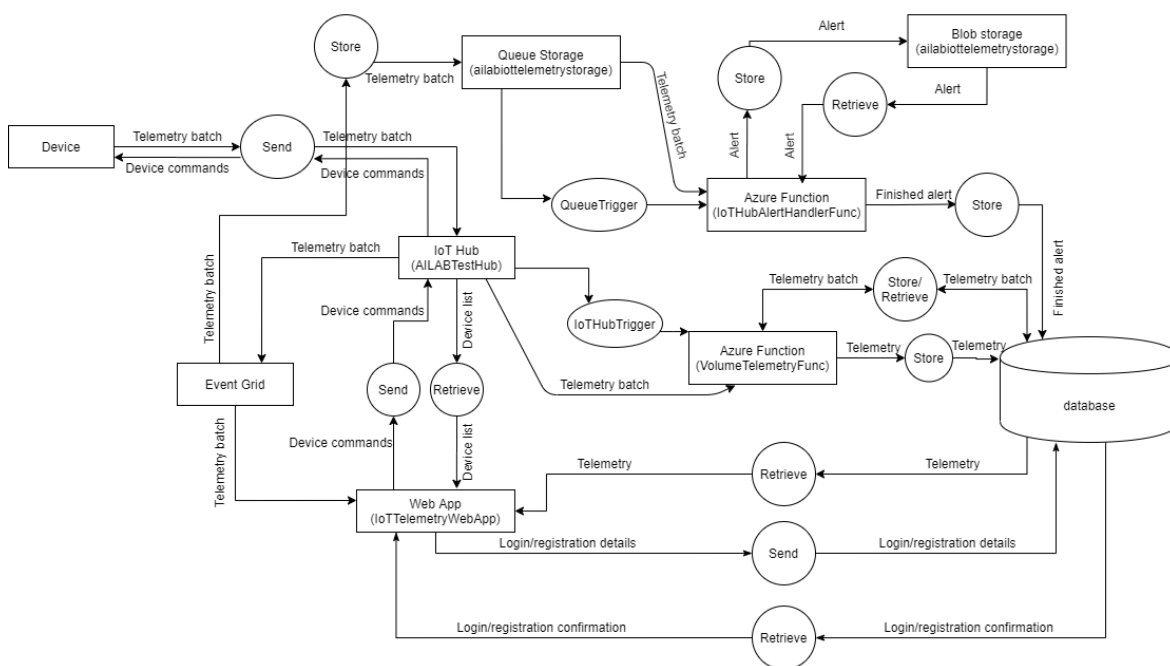 Alert
Blob storage
(ailabiottelemetrystorage)
Store
Queue Storage
(ailabiottelemetrystorage)
Telemetry batch
Store
Alert
Retrieve
Telemetry batch
Alert
Alert
Device
Telemetry batch
Send
Telemetry batch
Device commands
Device commands
QueueTrigger
Azure Function
(IoTHubAlertHandlerFunc)
Finished alert
Store
Finished alert
Telemetry batch
IoT Hub
(AILABTestHub)
Telemetry batch
Device commands
Device list
IoTHubTrigger
Telemetry batch
Store/
Retrieve
Telemetry batch
Azure Function
(VolumeTelemetryFunc)
Telemetry
Store
Telemetry
Event Grid
Send
Retrieve
Telemetry batch
database
Telemetry batch
Device commands
Device list
Telemetry
Retrieve
Telemetry
Web App
(IoTTelemetryWebApp)
Login/registration details
Send
Login/registration details
Login/registration confirmation
Retrieve
Login/registration confirmation